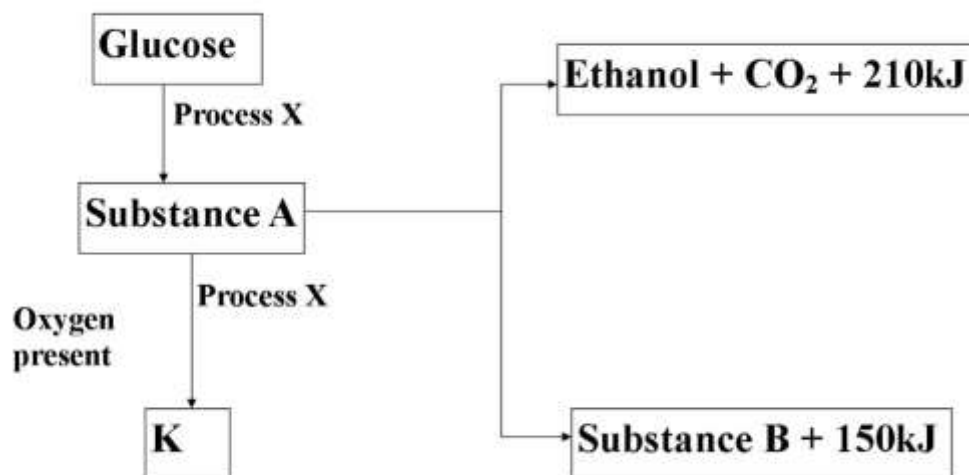 Glucose
Ethanol + CO₂ + 210kJ
Process X
Substance A
Process X
Oxygen
present
K
Substance B + 150kJ